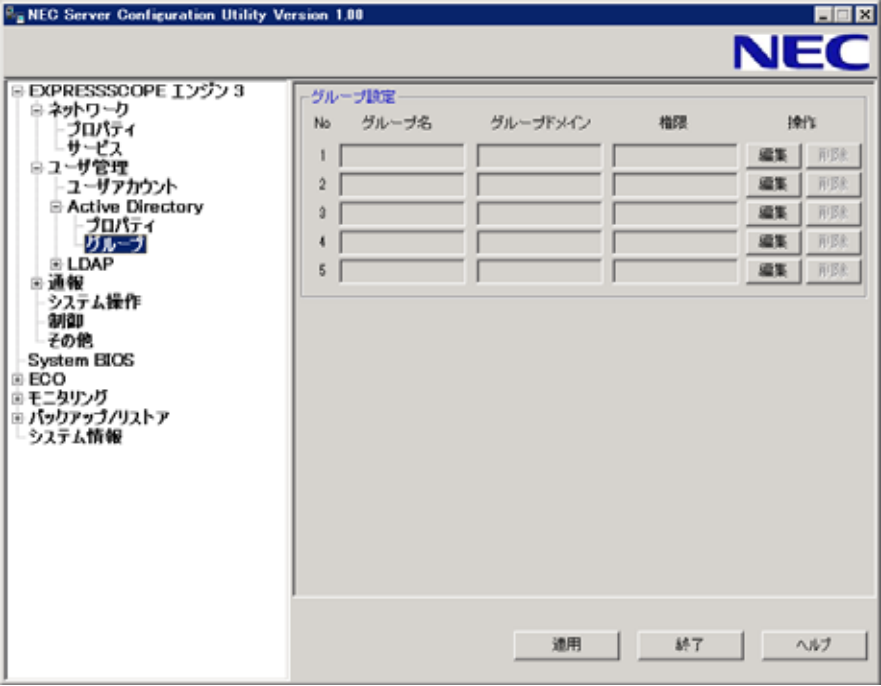 NEC Server Configuration Utility Version 1.00
NEC
EXPRESSSCOPE エンジン 3
ネットワーク
プロパティ
サービス
ユーザ管理
ユーザアカウント
Active Directory
プロパティ
グループ
LDAP
通報
システム操作
制御
その他
System BIOS
ECO
モニタリング
バックアップ/リストア
システム情報
グループ設定
No グループ名 グループドメイン 権限 操作
1 編集 削除
2 編集 削除
3 編集 削除
4 編集 削除
5 編集 削除
適用 終了 ヘルプ